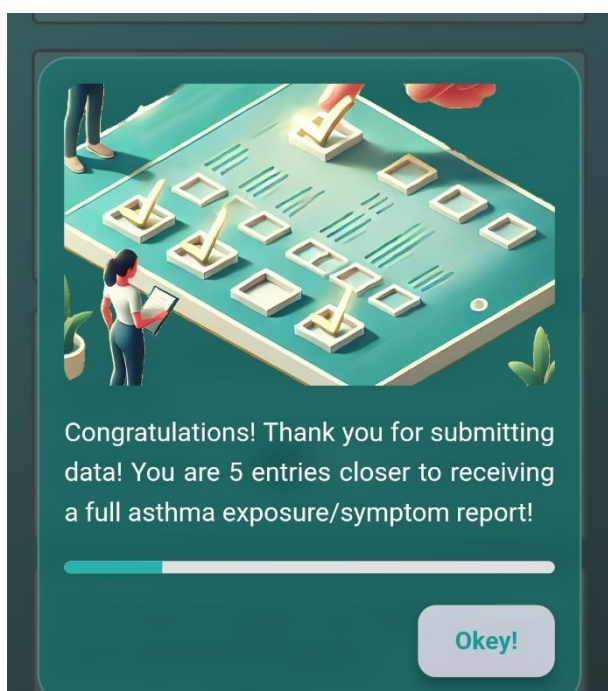 Congratulations! Thank you for submitting
data! You are 5 entries closer to receiving
a full asthma exposure/symptom report!
Okey!